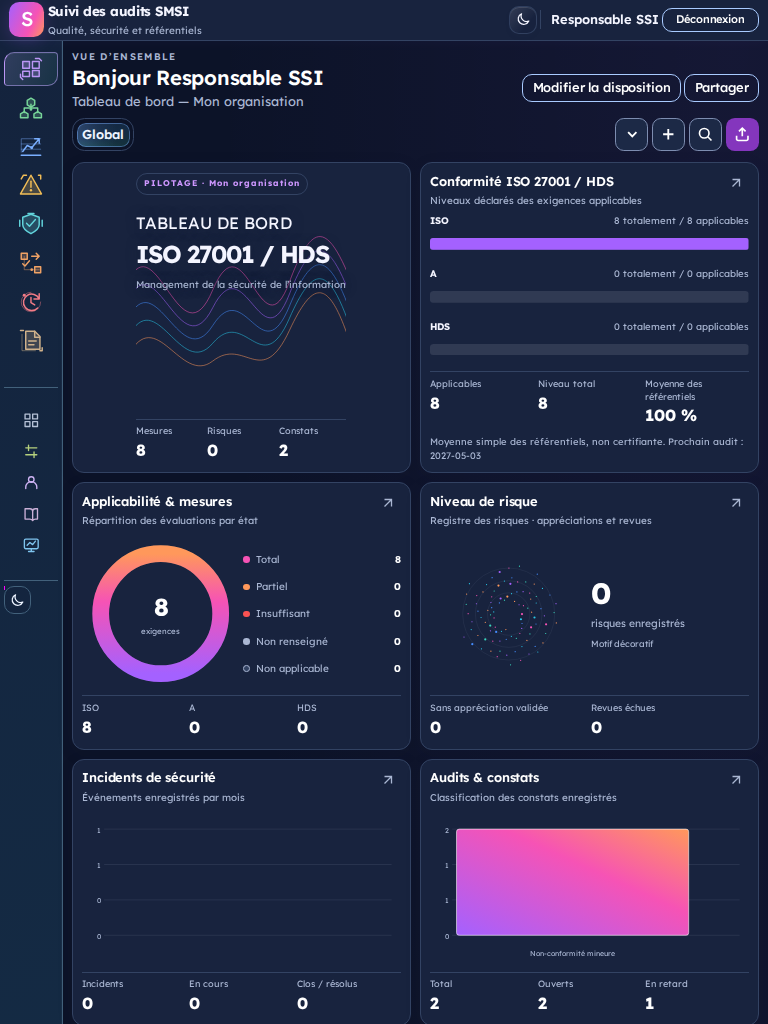 S
Suivi des audits SMSI
Qualité, sécurité et référentiels
Responsable SSI
Déconnexion
VUE D'ENSEMBLE
Bonjour Responsable SSI
Tableau de bord — Mon organisation
Modifier la disposition
Partager
Global
PILOTAGE · Mon organisation
TABLEAU DE BORD
ISO 27001 / HDS
Management de la sécurité de l'information
Mesures
8
Risques
0
Constats
2
Conformité ISO 27001 / HDS
Niveaux déclarés des exigences applicables
ISO
8 totalement / 8 applicables
A
0 totalement / 0 applicables
HDS
0 totalement / 0 applicables
Applicables
8
Niveau total
8
Moyenne des
référentiels
100 %
Moyenne simple des référentiels, non certifiante. Prochain audit :
2027-05-03
Applicabilité & mesures
Répartition des évaluations par état
8
exigences
Total 8
Partiel 0
Insuffisant 0
Non renseigné 0
Non applicable 0
ISO
8
A
0
HDS
0
Niveau de risque
Registre des risques · appréciations et revues
0
risques enregistrés
Motif décoratif
Sans appréciation validée
0
Revues échues
0
Incidents de sécurité
Événements enregistrés par mois
1
1
0
0
Incidents
0
En cours
0
Clos / résolus
0
Audits & constats
Classification des constats enregistrés
2
1
1
0
Non-conformité mineure
Total
2
Ouverts
2
En retard
1